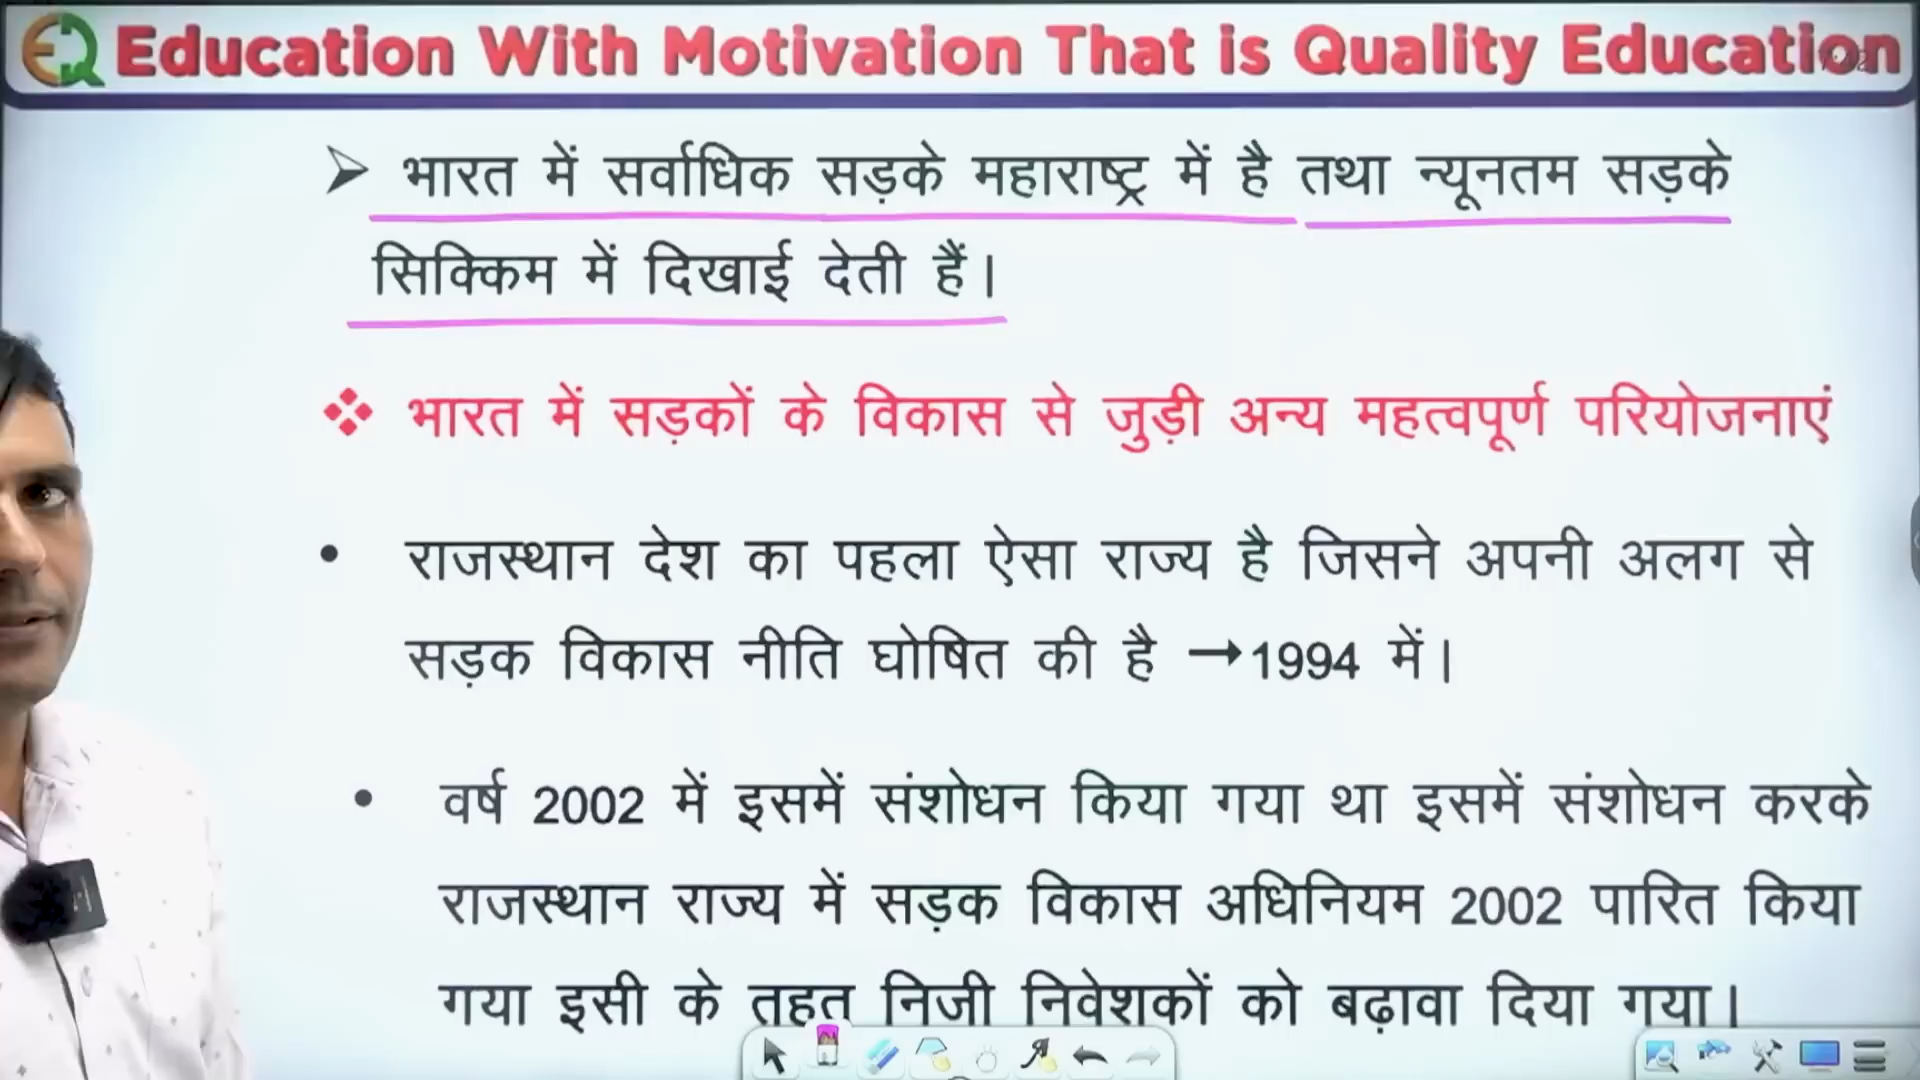 EQ Education With Motivation That is Quality Education
➢ भारत में सर्वाधिक सड़के महाराष्ट्र में है तथा न्यूनतम सड़के
सिक्किम में दिखाई देती हैं।
❖ भारत में सड़कों के विकास से जुड़ी अन्य महत्वपूर्ण परियोजनाएं
• राजस्थान देश का पहला ऐसा राज्य है जिसने अपनी अलग से
सड़क विकास नीति घोषित की है →1994 में।
• वर्ष 2002 में इसमें संशोधन किया गया था इसमें संशोधन करके
राजस्थान राज्य में सड़क विकास अधिनियम 2002 पारित किया
गया इसी के तहत निजी निवेशकों को बढ़ावा दिया गया।